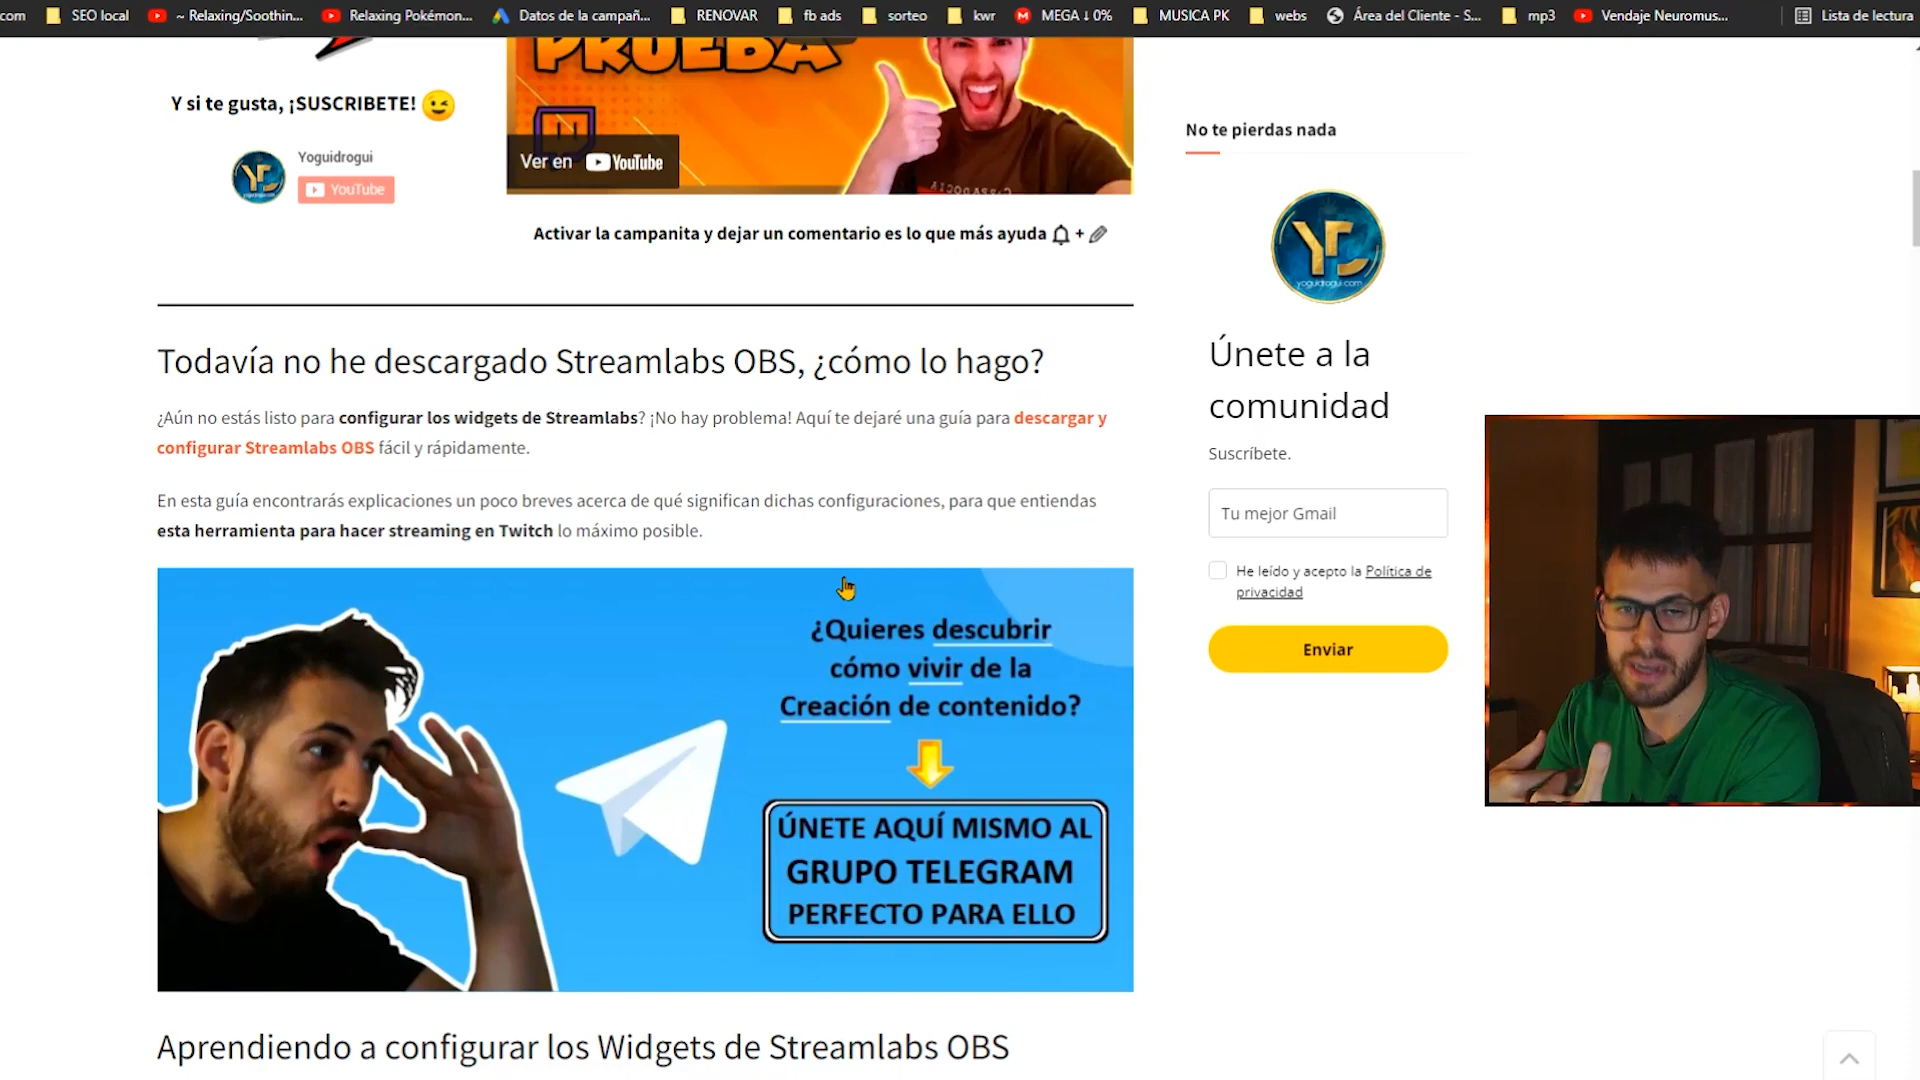 com
SEO local
~ Relaxing/Soothin...
Relaxing Pokémon...
Datos de la campañ...
RENOVAR
fb ads
sorteo
kwr
MEGA ↓ 0%
MUSICA PK
webs
Área del Cliente - S...
mp3
Vendaje Neuromus...
Lista de lectura
PRUEBA
Y si te gusta, ¡SUSCRIBETE! 😉
Yoguidrogui
YouTube
Ver en YouTube
Activar la campanita y dejar un comentario es lo que más ayuda 🔔 + 🖉
Todavía no he descargado Streamlabs OBS, ¿cómo lo hago?
¿Aún no estás listo para configurar los widgets de Streamlabs? ¡No hay problema! Aquí te dejaré una guía para descargar y
configurar Streamlabs OBS fácil y rápidamente.
En esta guía encontrarás explicaciones un poco breves acerca de qué significan dichas configuraciones, para que entiendas
esta herramienta para hacer streaming en Twitch lo máximo posible.
¿Quieres descubrir
cómo vivir de la
Creación de contenido?
ÚNETE AQUÍ MISMO AL
GRUPO TELEGRAM
PERFECTO PARA ELLO
Aprendiendo a configurar los Widgets de Streamlabs OBS
No te pierdas nada
yoguidrogui.com
Únete a la
comunidad
Suscríbete.
Tu mejor Gmail
He leído y acepto la Política de
privacidad
Enviar